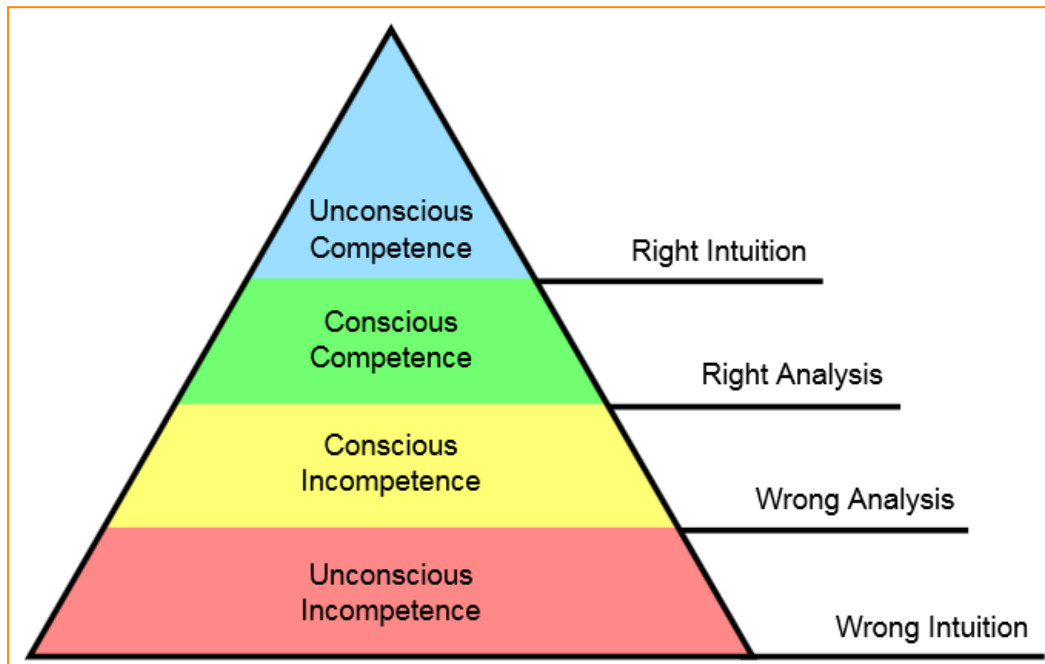 Unconscious
Competence
Right Intuition
Conscious
Competence
Right Analysis
Conscious
Incompetence
Wrong Analysis
Unconscious
Incompetence
Wrong Intuition